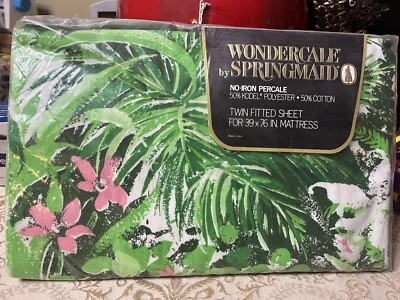 WONDERCALE®
by SPRINGMAID®
NO-IRON PERCALE
50% KODEL® POLYESTER • 50% COTTON
TWIN FITTED SHEET
FOR 39 x 76 IN. MATTRESS